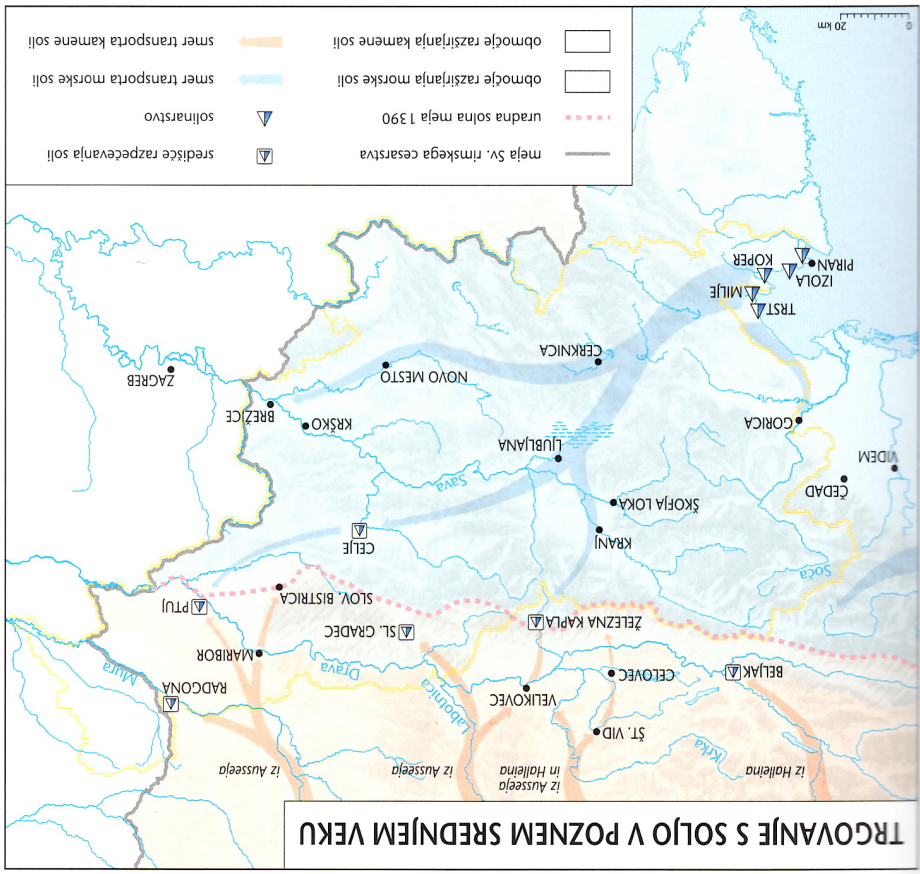 TRGOVANJE S SOLJO V POZNEM SREDNJEM VEKU
iz Halleina
iz Ausseeja
in Halleina
iz Ausseeja
iz Ausseeja
Krka
ŠT. VID
VELIKOVEC
Labotnica
RADGONA
Mura
BELJAK
CELOVEC
Drava
MARIBOR
ŽELEZNA KAPLA
SL. GRADEC
SLOV. BISTRICA
PTUJ
Soča
KRANJ
CELJE
ČEDAD
ŠKOFJA LOKA
Sava
VIDEM
LJUBLJANA
GORICA
KRŠKO
BREŽICE
NOVO MESTO
ZAGREB
CERKNICA
TRST
MILJE
IZOLA
KOPER
PIRAN
meja Sv. rimskega cesarstva
uradna solna meja 1390
območje razširjanja morske soli
območje razširjanja kamene soli
središče razpečevanja soli
solinarstvo
smer transporta morske soli
smer transporta kamene soli
0 20 km